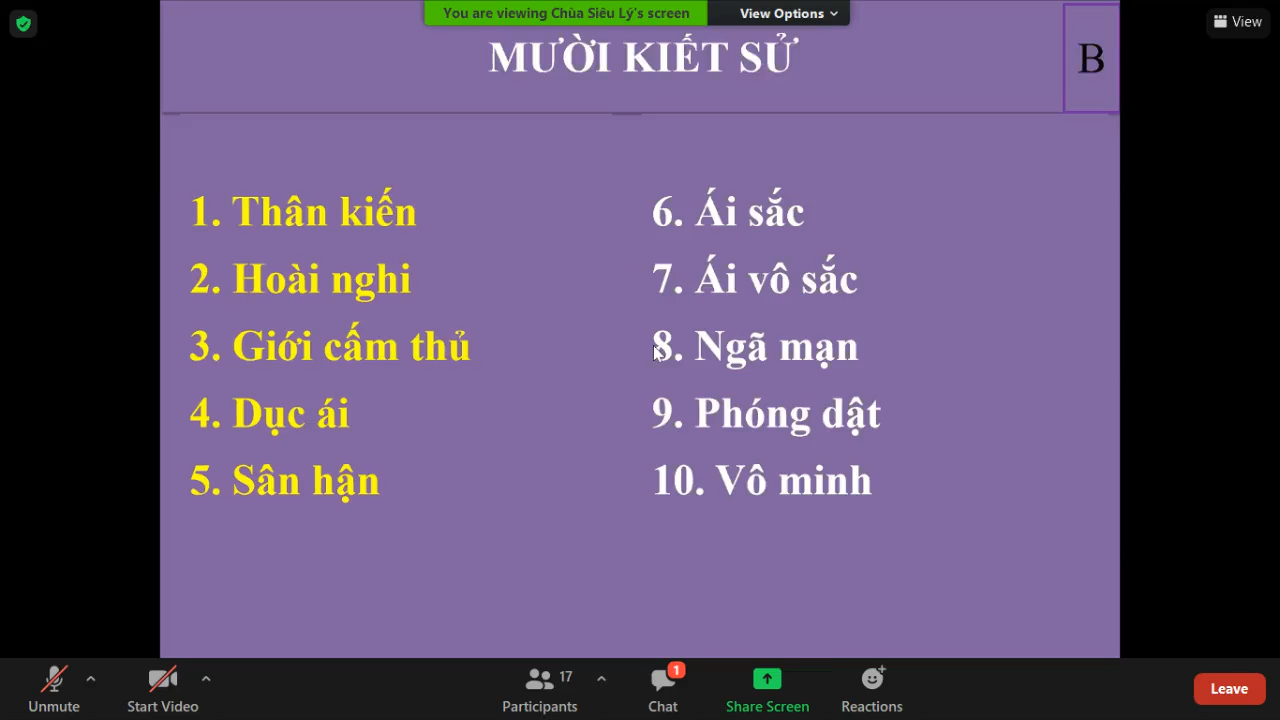 You are viewing Chùa Siêu Lý's screen
View Options
View
MƯỜI KIẾT SỬ
B
1. Thân kiến
2. Hoài nghi
3. Giới cấm thủ
4. Dục ái
5. Sân hận
6. Ái sắc
7. Ái vô sắc
8. Ngã mạn
9. Phóng dật
10. Vô minh
Unmute
Start Video
17
Participants
1
Chat
Share Screen
Reactions
Leave